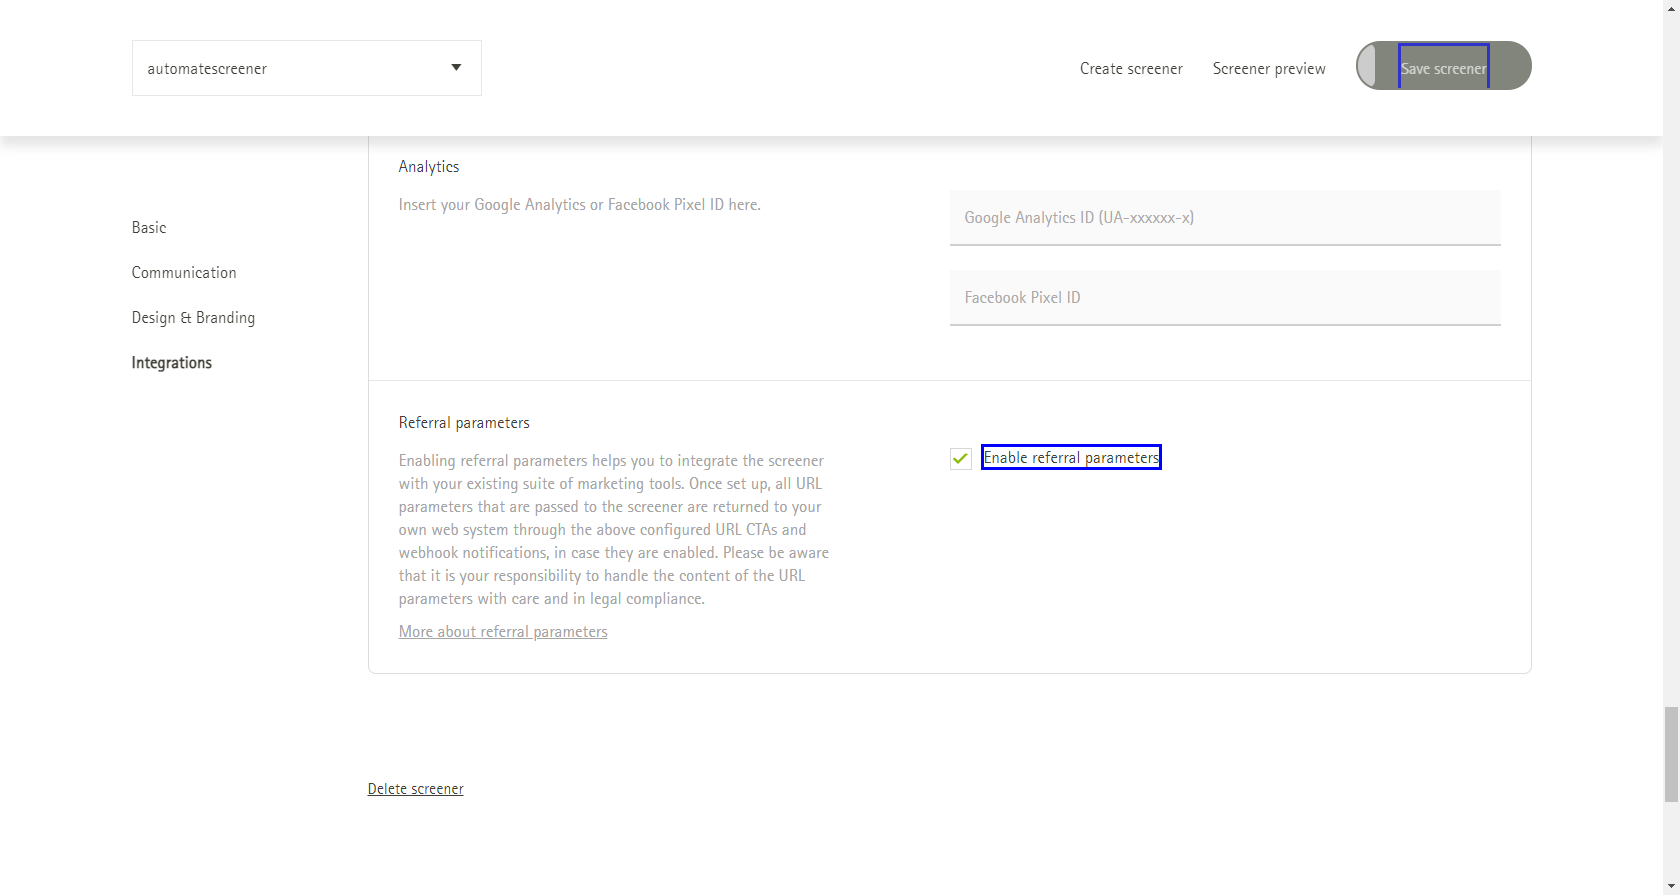 automatescreener
Create screener
Screener preview
Save screener
Analytics
Insert your Google Analytics or Facebook Pixel ID here.
Google Analytics ID (UA-xxxxxx-x)
Facebook Pixel ID
Basic
Communication
Design & Branding
Integrations
Referral parameters
Enabling referral parameters helps you to integrate the screener
with your existing suite of marketing tools. Once set up, all URL
parameters that are passed to the screener are returned to your
own web system through the above configured URL CTAs and
webhook notifications, in case they are enabled. Please be aware
that it is your responsibility to handle the content of the URL
parameters with care and in legal compliance.
More about referral parameters
Enable referral parameters
Delete screener